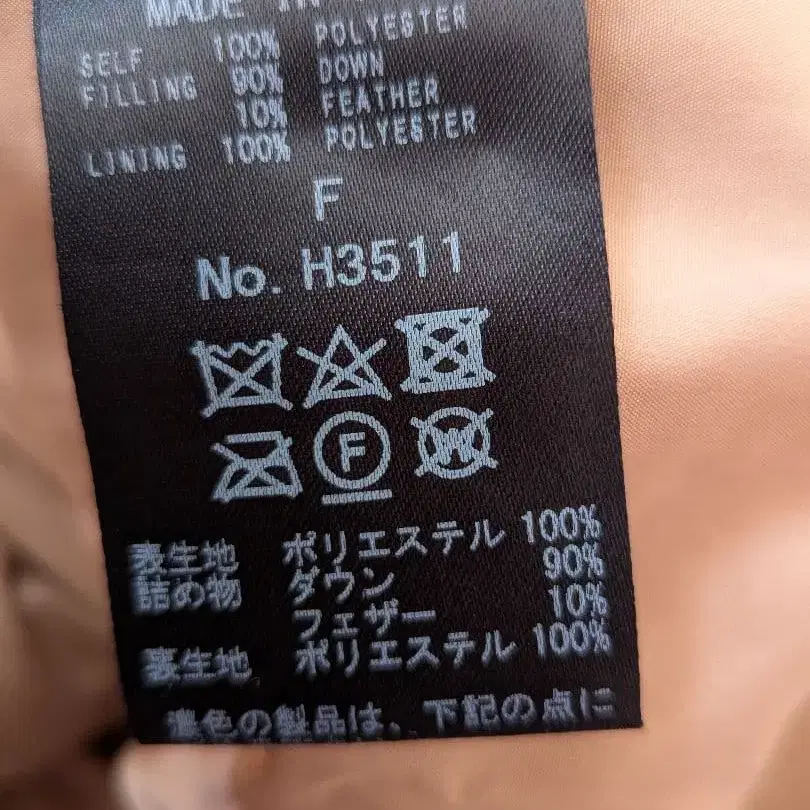 MADE IN
SELF 100% POLYESTER
FILLING 90% DOWN
10% FEATHER
LINING 100% POLYESTER
F
No. H3511
F
W
表生地 ポリエステル 100%
詰め物 ダウン 90%
フェザー 10%
裏生地 ポリエステル 100%
濃色の製品は、下記の点に